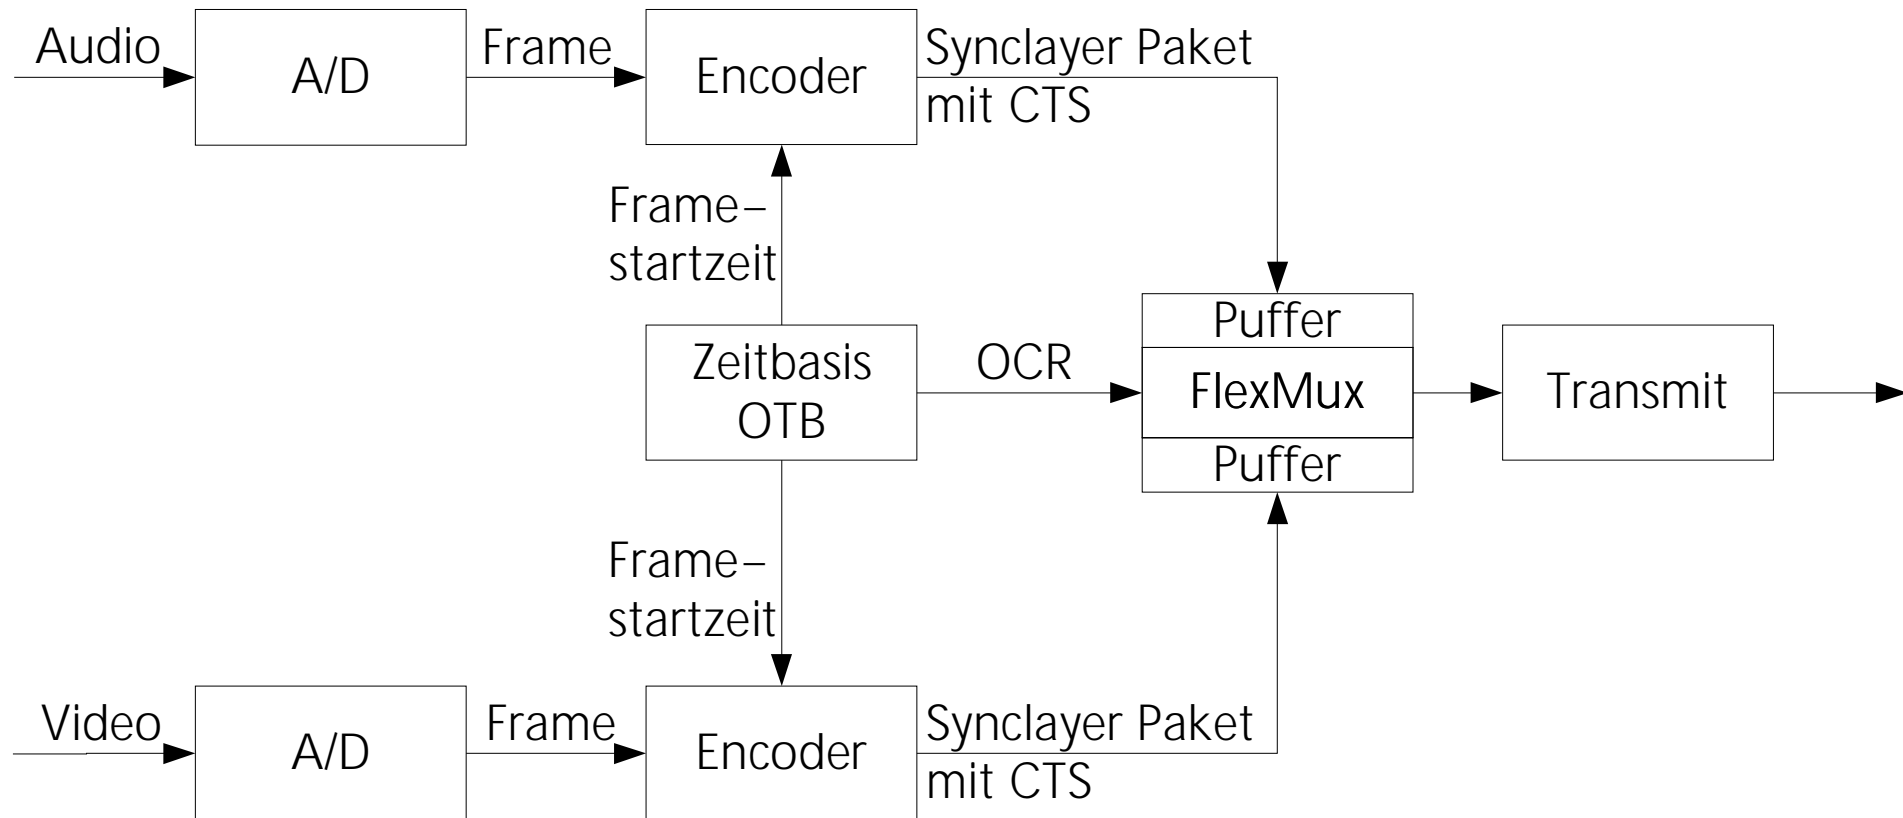 Audio
A/D
Frame
Encoder
Synclayer Paket
mit CTS
Frame–
startzeit
Zeitbasis
OTB
OCR
Puffer
FlexMux
Puffer
Transmit
Frame–
startzeit
Video
A/D
Frame
Encoder
Synclayer Paket
mit CTS